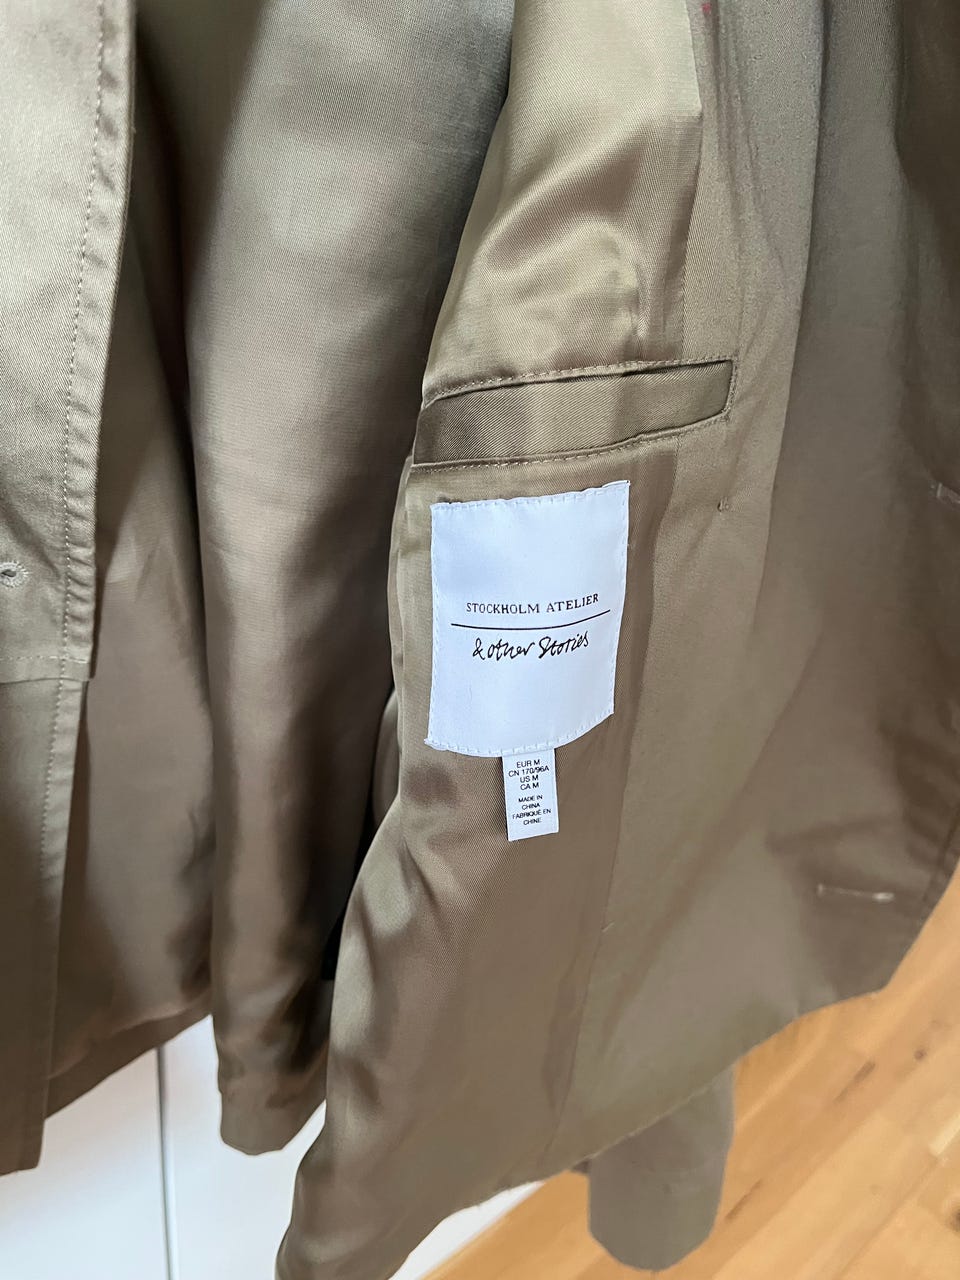 STOCKHOLM ATELIER
& other Stories
EUR M
CN 170/96A
US M
CA M
MADE IN
CHINA
FABRIQUÉ EN
CHINE